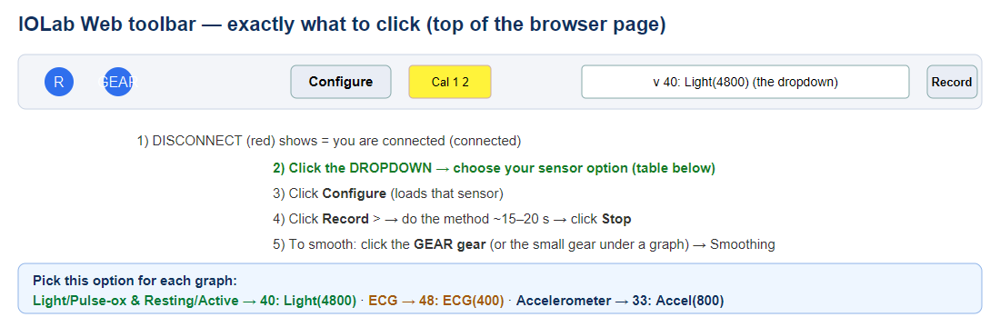 IOLab Web toolbar — exactly what to click (top of the browser page)
R GEAR Configure Cal 1 2 v 40: Light(4800) (the dropdown) Record
1) DISCONNECT (red) shows = you are connected (connected)
2) Click the DROPDOWN → choose your sensor option (table below)
3) Click Configure (loads that sensor)
4) Click Record > → do the method ~15–20 s → click Stop
5) To smooth: click the GEAR gear (or the small gear under a graph) → Smoothing
Pick this option for each graph:
Light/Pulse-ox & Resting/Active → 40: Light(4800) · ECG → 48: ECG(400) · Accelerometer → 33: Accel(800)